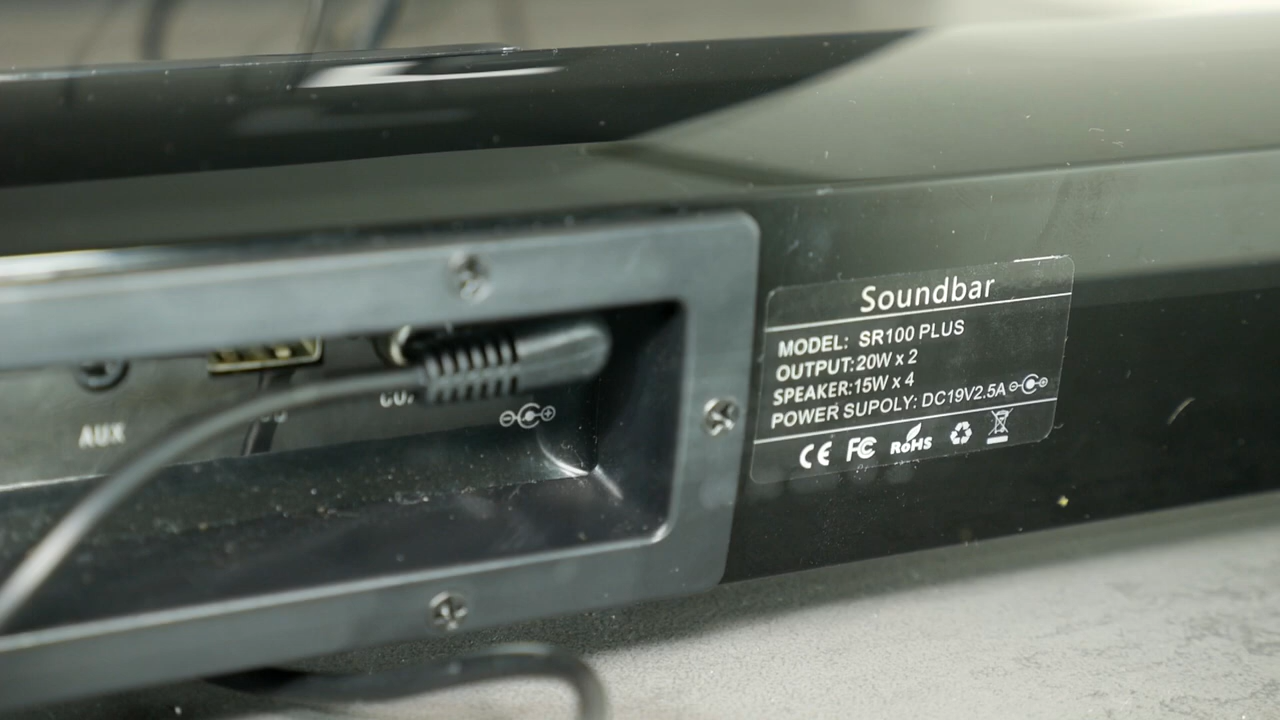 Soundbar
MODEL: SR100 PLUS
OUTPUT:20W x 2
SPEAKER:15W x 4
POWER SUPOLY: DC19V2.5A
CE FC RoHS
AUX